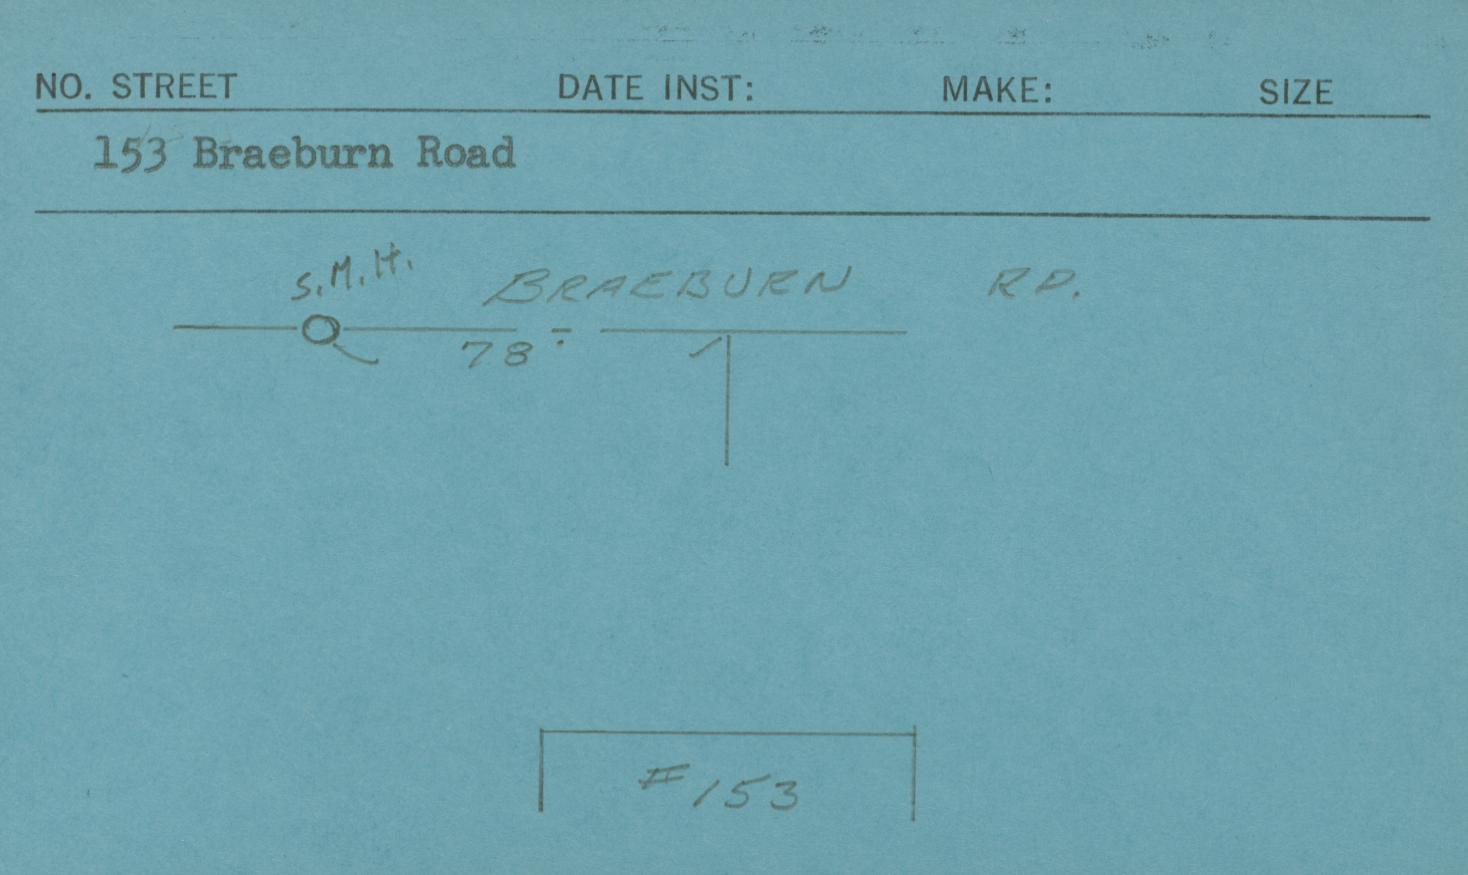 NO. STREET DATE INST: MAKE: SIZE
153 Braeburn Road
S.M.H. BRAEBURN RD.
78
#153